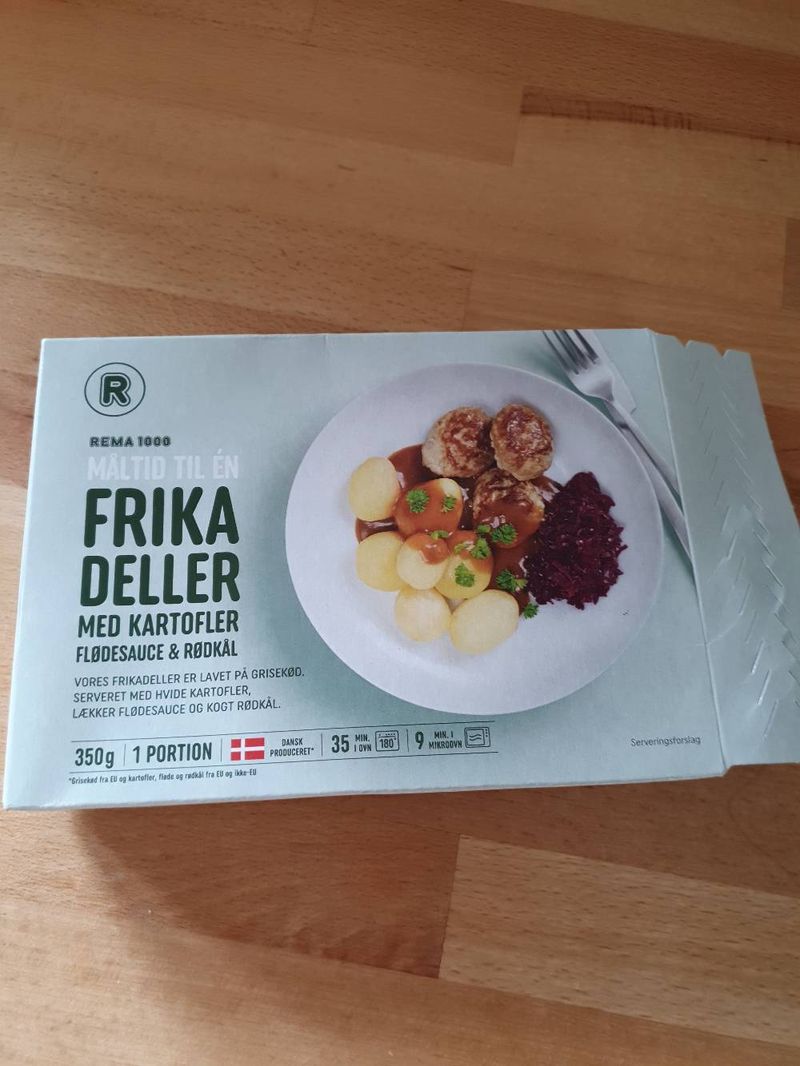 R
REMA 1000
MÅLTID TIL ÉN
FRIKA
DELLER
MED KARTOFLER
FLØDESAUCE & RØDKÅL
VORES FRIKADELLER ER LAVET PÅ GRISEKØD.
SERVERET MED HVIDE KARTOFLER,
LÆKKER FLØDESAUCE OG KOGT RØDKÅL.
350g | 1 PORTION | DANSK PRODUCERET* | 35 MIN. I OVN 180° | 9 MIN. I MIKROOVN
*Grisekød fra EU og kartofler, fløde og rødkål fra EU og ikke-EU
Serveringsforslag